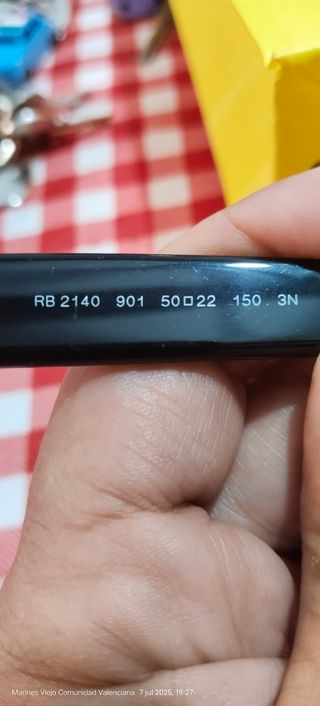 RB 2140 901 50□22 150 . 3N
Marines Viejo Comunidad Valenciana 7 jul 2025, 19:27